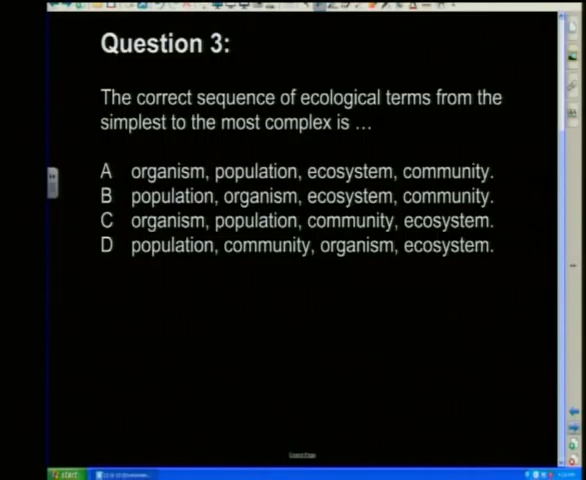 Question 3:
The correct sequence of ecological terms from the
simplest to the most complex is ...
A organism, population, ecosystem, community.
B population, organism, ecosystem, community.
C organism, population, community, ecosystem.
D population, community, organism, ecosystem.
start